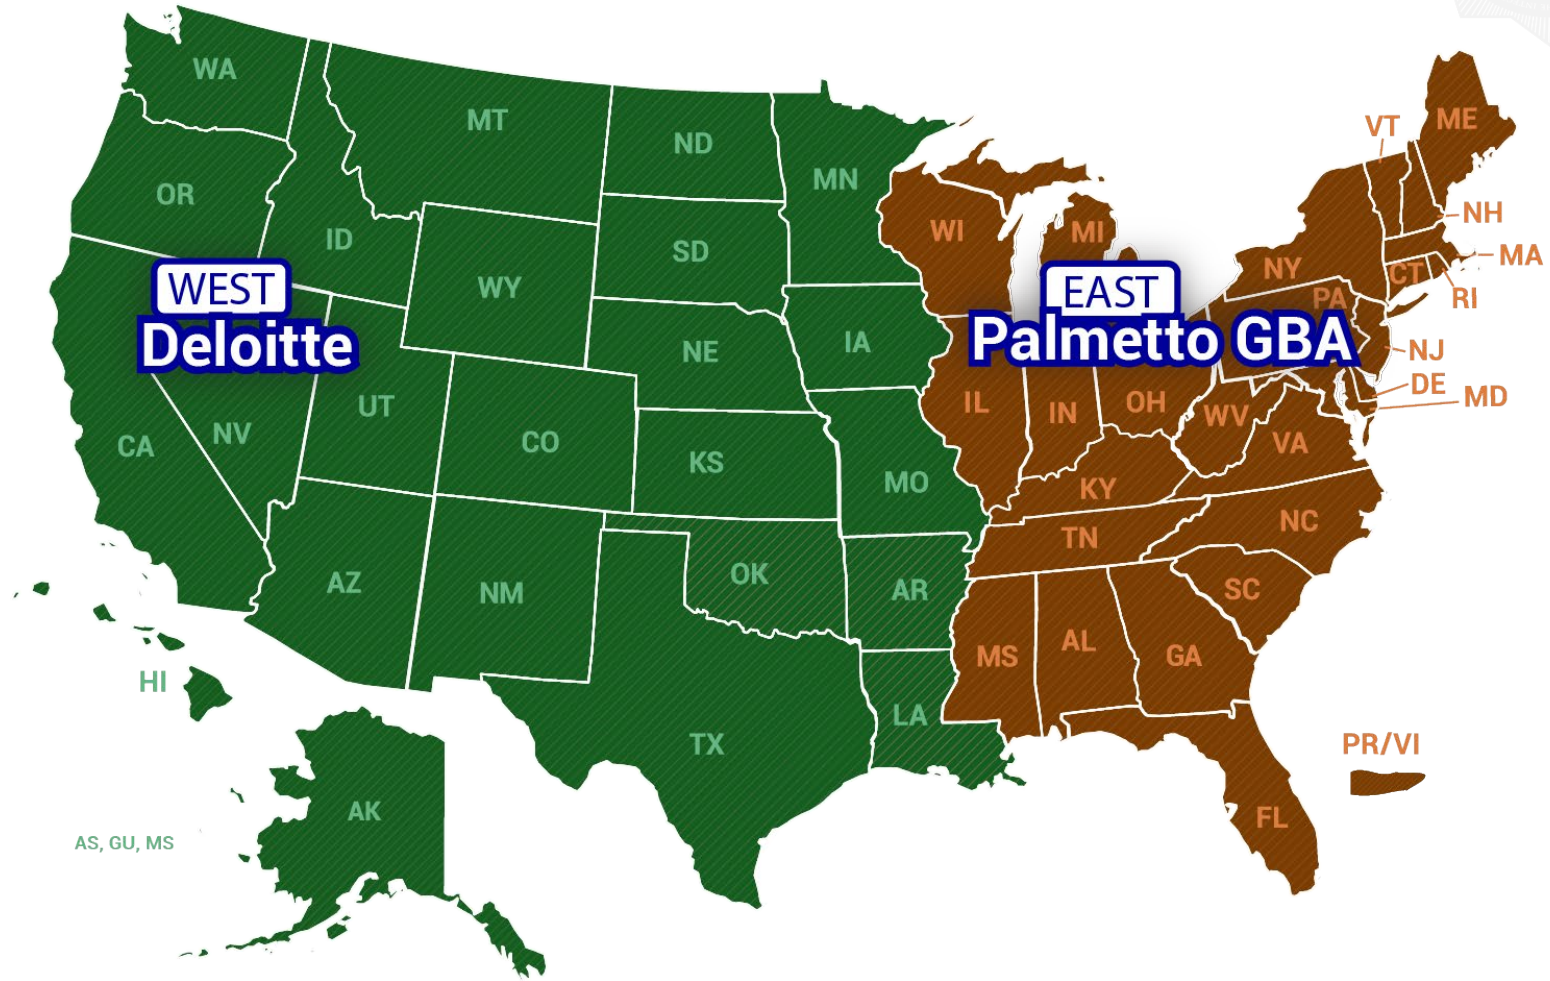 WA
MT
ND
MN
OR
ID
SD
WY
WEST
Deloitte
NE
IA
UT
NV
CA
CO
KS
MO
AZ
NM
OK
AR
TX
LA
HI
AK
AS, GU, MS
VT
ME
NH
MA
WI
MI
NY
CT
RI
PA
EAST
Palmetto GBA
NJ
DE
MD
IL
IN
OH
WV
VA
KY
NC
TN
SC
MS
AL
GA
PR/VI
FL